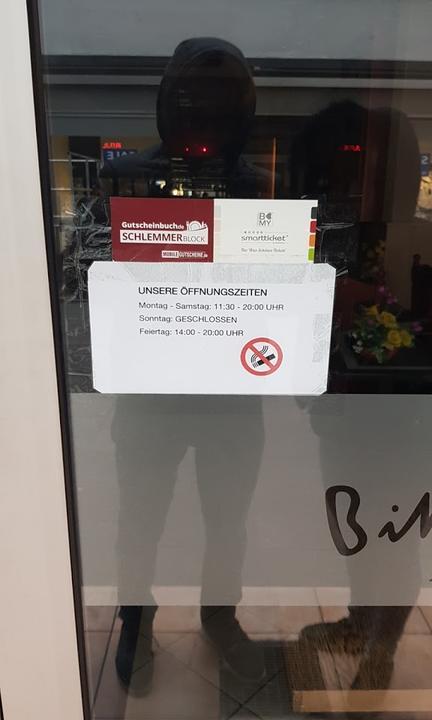 Gutscheinbuch.de
SCHLEMMERBLOCK
MOBILE-GUTSCHEINE.de
BOMY
smartticket
UNSERE ÖFFNUNGSZEITEN
Montag - Samstag: 11:30 - 20:00 UHR
Sonntag: GESCHLOSSEN
Feiertag: 14:00 - 20:00 UHR